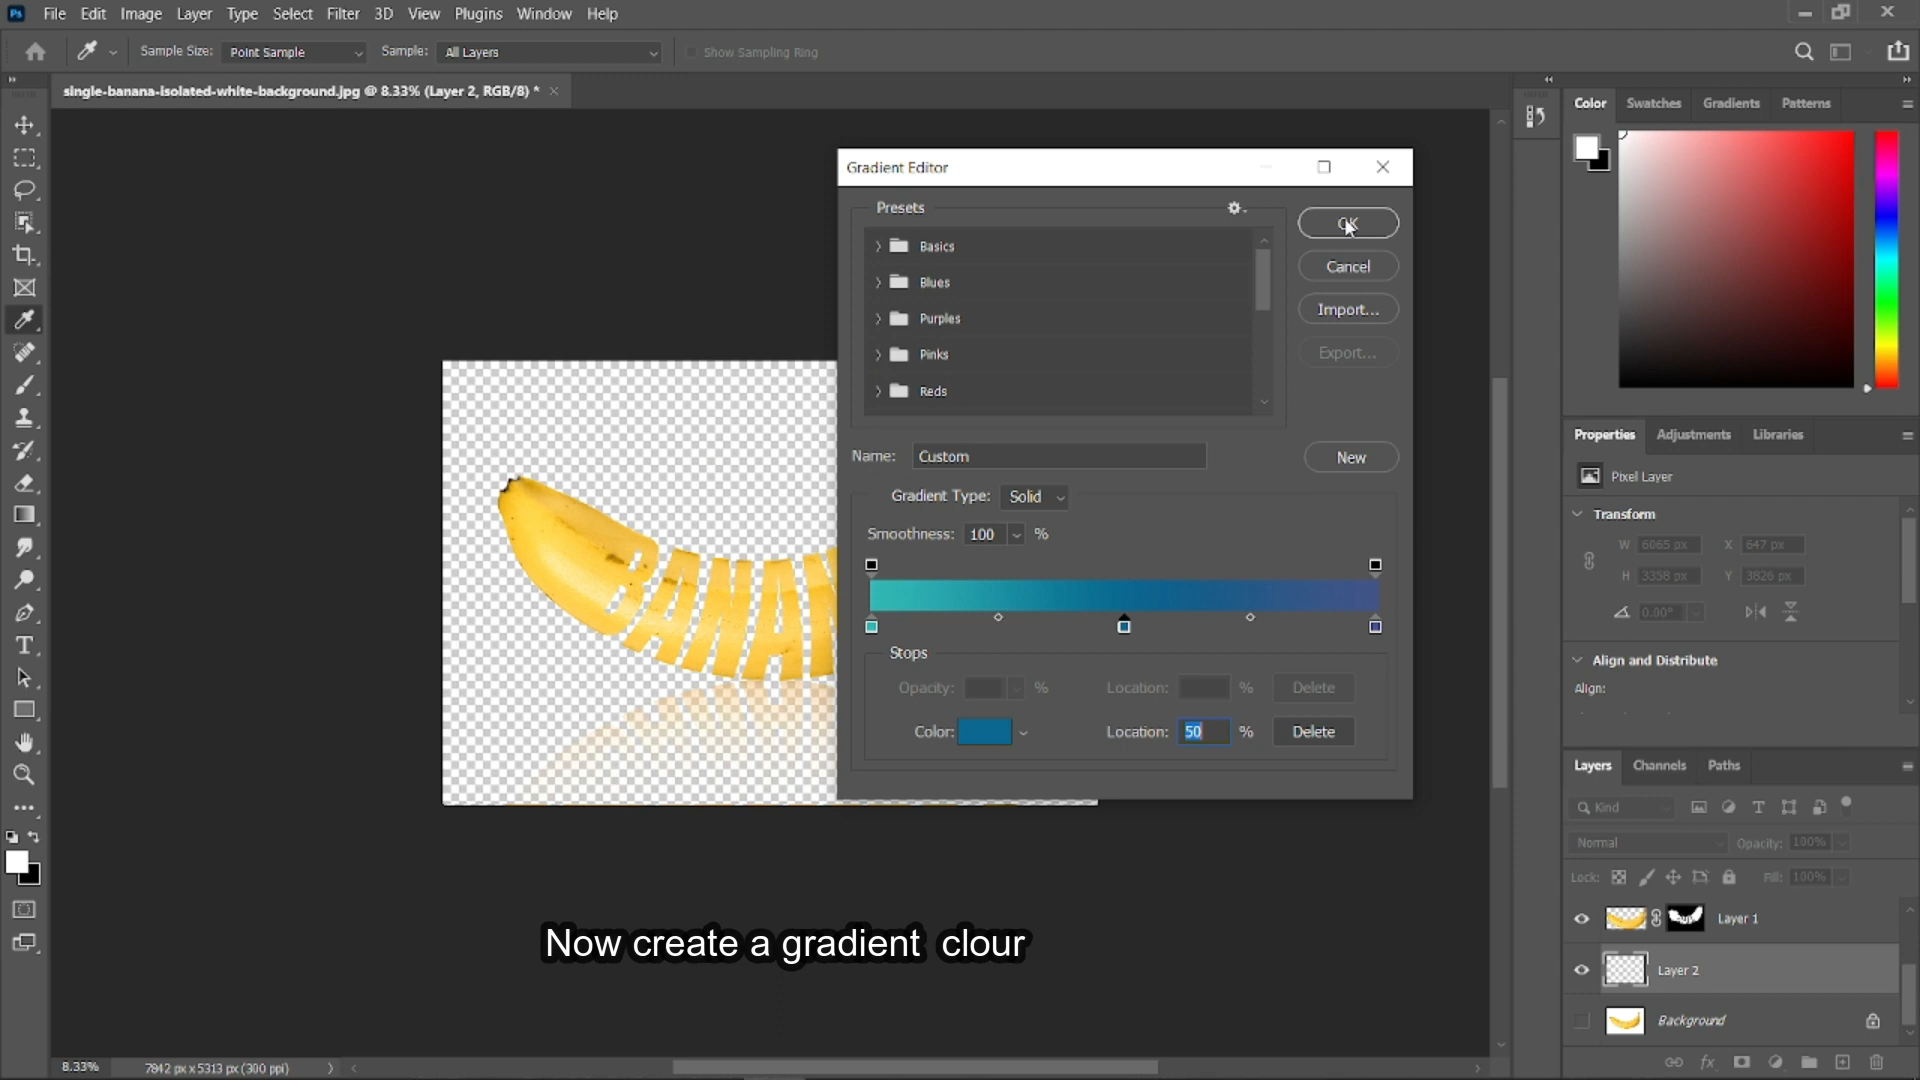 Ps File Edit Image Layer Type Select Filter 3D View Plugins Window Help
Sample Size: Point Sample Sample: All Layers Show Sampling Ring
single-banana-isolated-white-background.jpg @ 8.33% (Layer 2, RGB/8) *
Color Swatches Gradients Patterns
Gradient Editor
Presets
OK
Basics
Cancel
Blues
Import...
Purples
Export...
Pinks
Reds
Name: Custom
New
Gradient Type: Solid
Smoothness: 100 %
Stops
Opacity: % Location: % Delete
Color: Location: 50 % Delete
BANAN
Properties Adjustments Libraries
Pixel Layer
Transform
W 6065 px X 647 px
H 3358 px Y 3826 px
0.00°
Align and Distribute
Align:
Layers Channels Paths
Kind
Normal Opacity: 100%
Lock: Fill: 100%
Layer 1
Layer 2
Background
Now create a gradient clour
8.33% 7842 px x 5313 px (300 ppi)